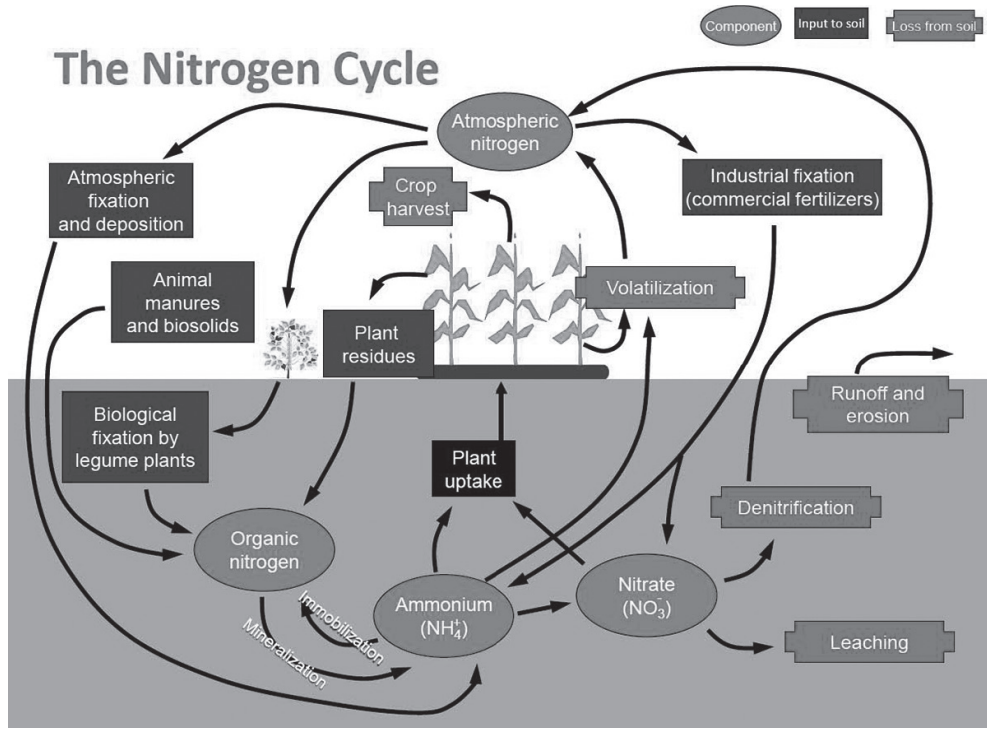 Component
Input to soil
Loss from soil
The Nitrogen Cycle
Atmospheric
nitrogen
Atmospheric
fixation
and deposition
Crop
harvest
Industrial fixation
(commercial fertilizers)
Animal
manures
and biosolids
Volatilization
Plant
residues
Runoff and
erosion
Biological
fixation by
legume plants
Plant
uptake
Denitrification
Organic
nitrogen
Ammonium
(NH₄⁺)
Nitrate
(NO₃⁻)
Immobilization
Mineralization
Leaching